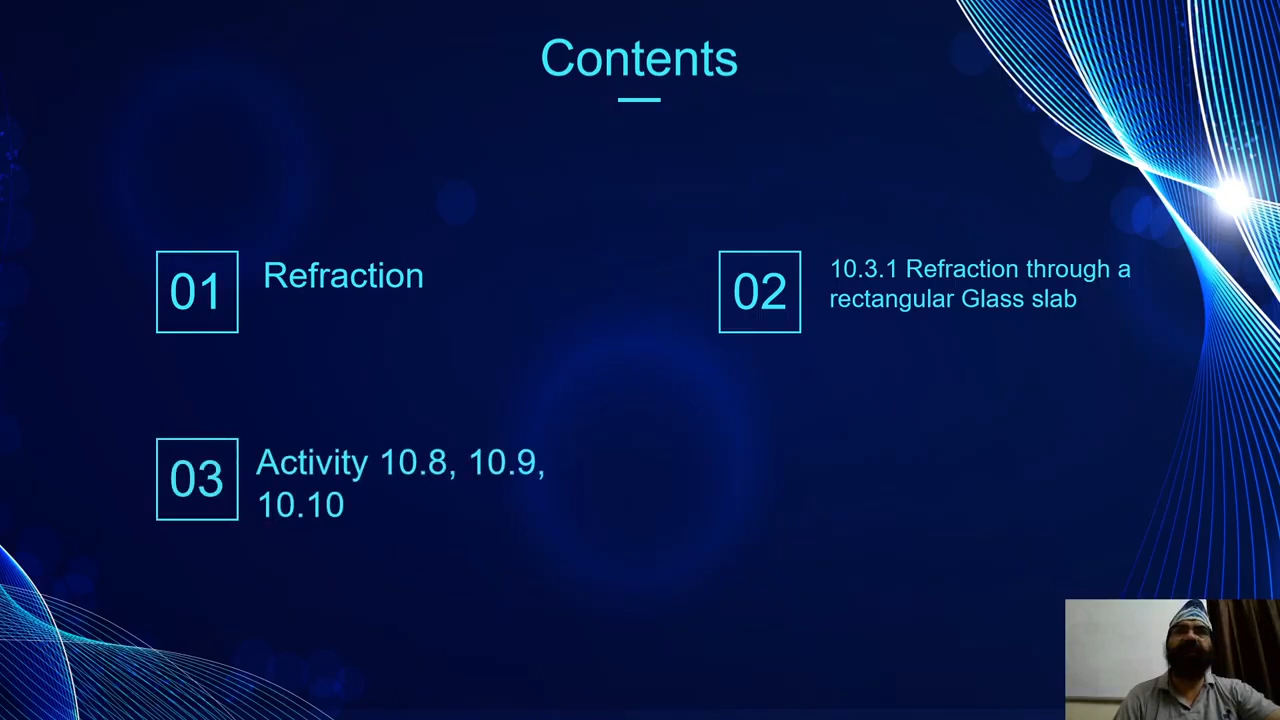 Contents
01
Refraction
02
10.3.1 Refraction through a
rectangular Glass slab
03
Activity 10.8, 10.9,
10.10